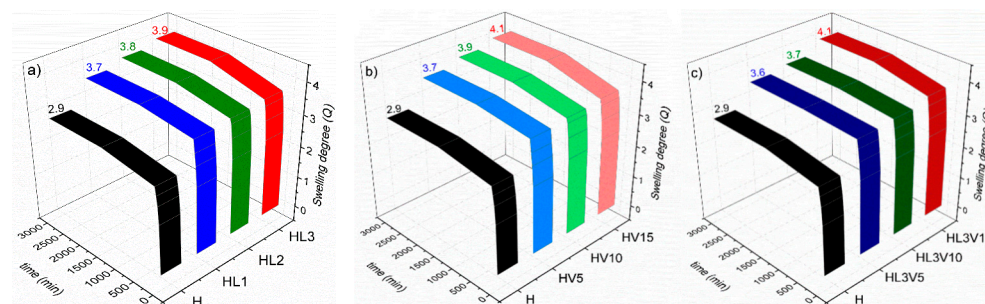 a)
3.9
3.8
3.7
2.9
4
3
2
1
0
Swelling degree (Q)
3000
2500
2000
1500
1000
500
0
time (min)
H
HL1
HL2
HL3
b)
4.1
3.9
3.7
2.9
4
3
2
1
0
Swelling degree (Q)
3000
2500
2000
1500
1000
500
0
time (min)
H
HV5
HV10
HV15
c)
4.1
3.7
3.6
2.9
4
3
2
1
0
Swelling degree (Q)
3000
2500
2000
1500
1000
500
0
time (min)
H
HL3V5
HL3V10
HL3V1